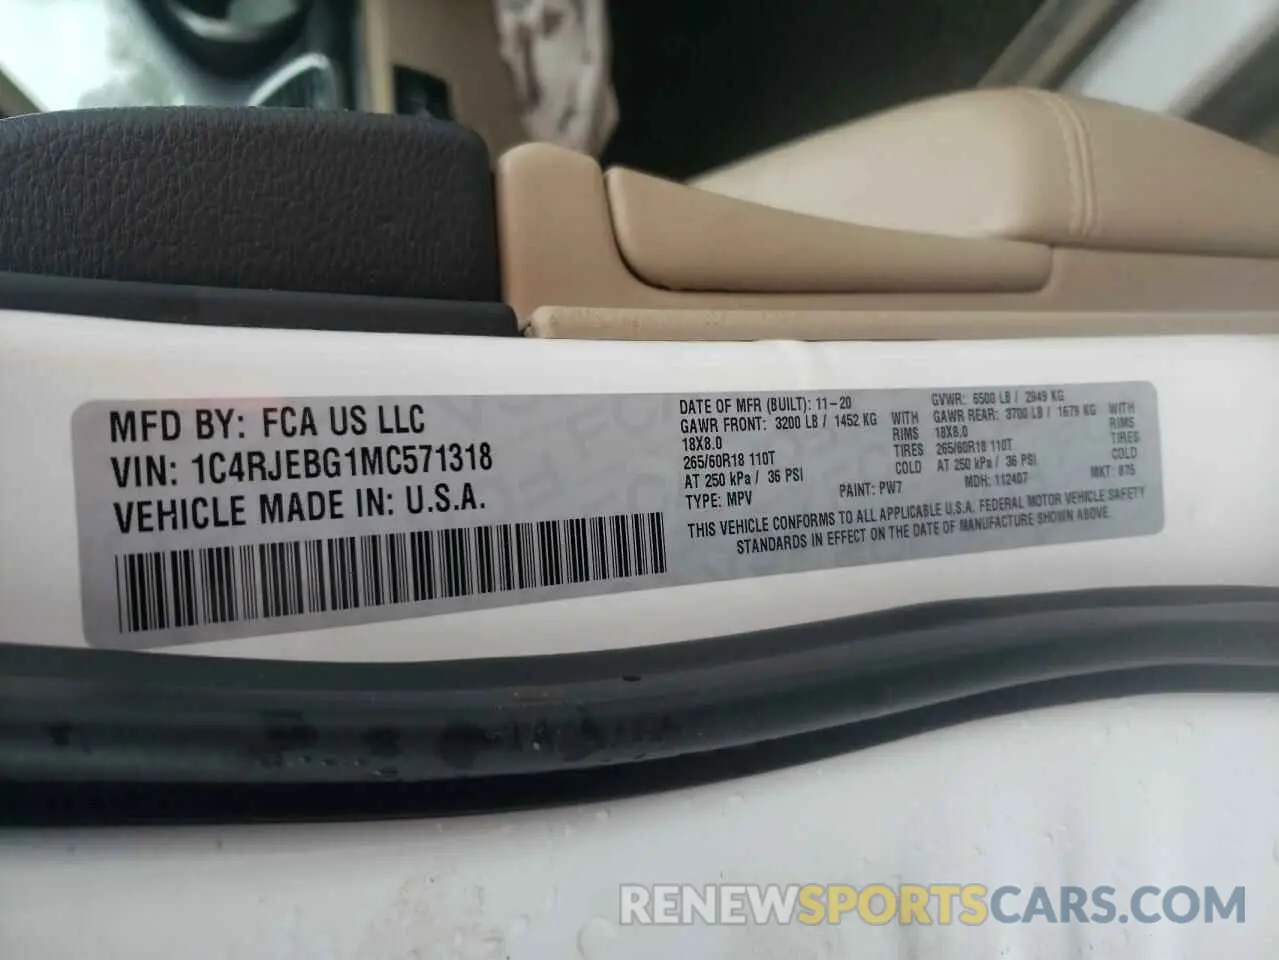 MFD BY: FCA US LLC
VIN: 1C4RJEBG1MC571318
VEHICLE MADE IN: U.S.A.
DATE OF MFR (BUILT): 11-20
GAWR FRONT: 3200 LB / 1452 KG WITH
18X8.0 RIMS
265/60R18 110T TIRES
AT 250 kPa / 36 PSI COLD
TYPE: MPV
PAINT: PW7
GVWR: 6500 LB / 2949 KG
GAWR REAR: 3700 LB / 1679 KG WITH
18X8.0 RIMS
265/60R18 110T TIRES
AT 250 kPa / 36 PSI COLD
MDH: 112407
MKT: 875
THIS VEHICLE CONFORMS TO ALL APPLICABLE U.S.A. FEDERAL MOTOR VEHICLE SAFETY
STANDARDS IN EFFECT ON THE DATE OF MANUFACTURE SHOWN ABOVE.
RENEWSPORTSCARS.COM